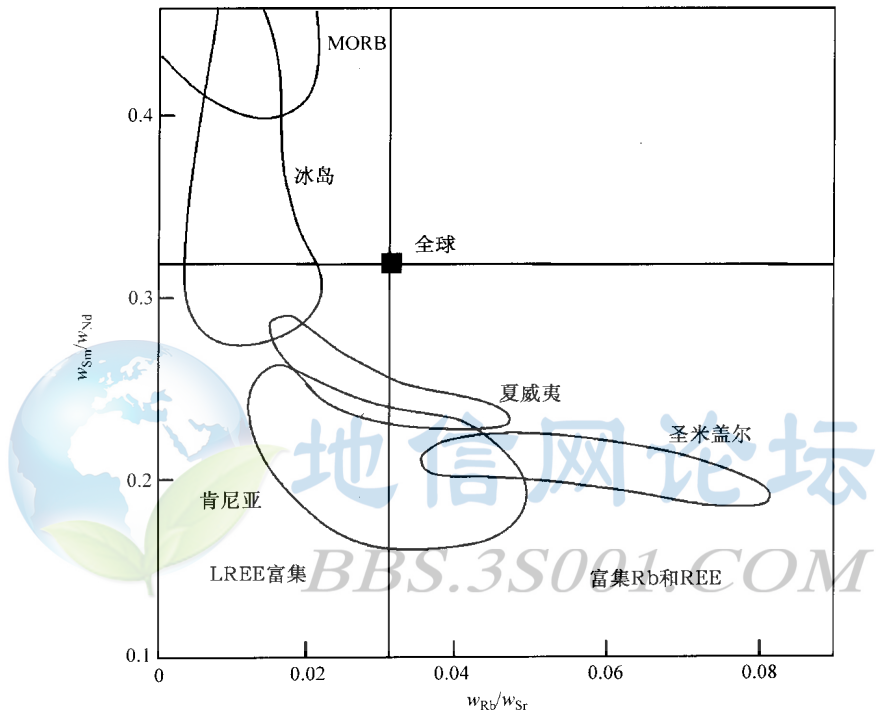 MORB
0.4
冰岛
全球
0.3
w_Sm/w_Nd
夏威夷
圣米盖尔
0.2
肯尼亚
地信网论坛
LREE富集
富集Rb和REE
BBS.3S001.COM
0.1
0
0.02
0.04
0.06
0.08
w_Rb/w_Sr